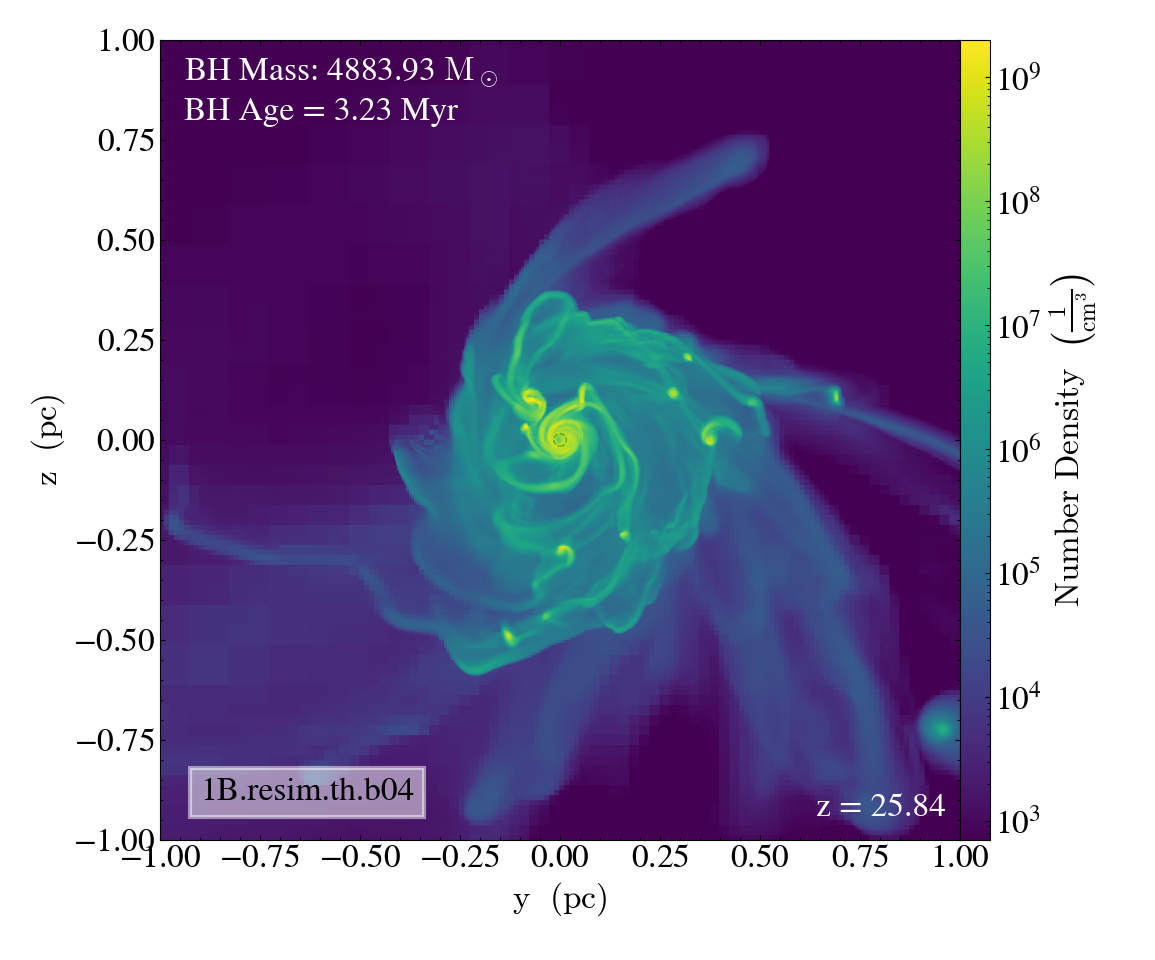 BH Mass: 4883.93 M☉
BH Age = 3.23 Myr
1B.resim.th.b04
z = 25.84
1.00
0.75
0.50
0.25
0.00
−0.25
−0.50
−0.75
−1.00
z (pc)
−1.00 −0.75 −0.50 −0.25 0.00 0.25 0.50 0.75 1.00
y (pc)
10⁹
10⁸
10⁷
10⁶
10⁵
10⁴
10³
Number Density (1/cm³)